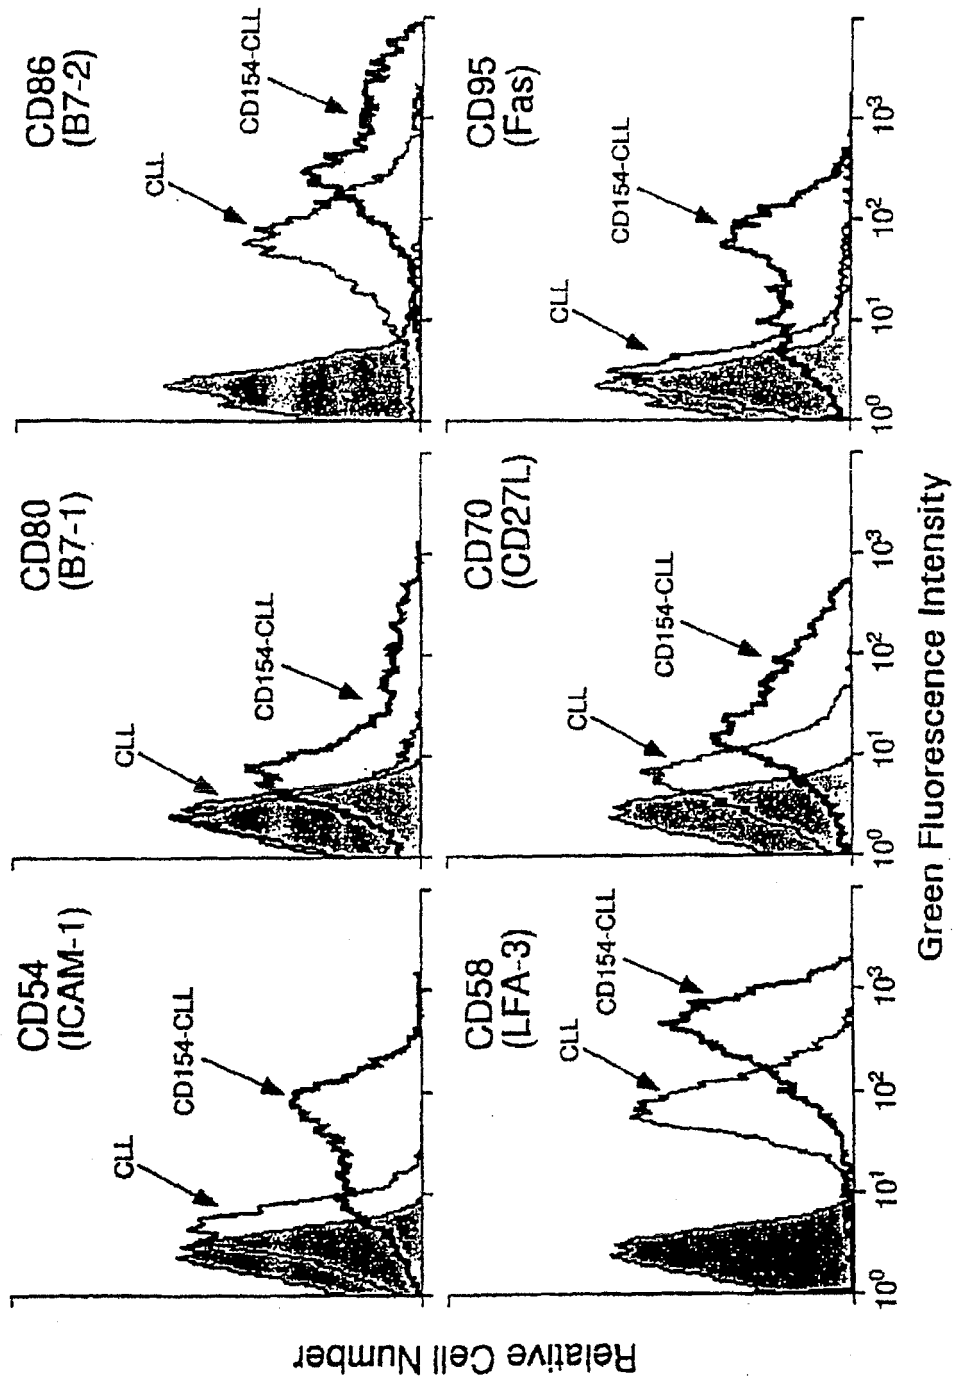 Relative Cell Number
CD54
(ICAM-1)
CLL
CD154-CLL
CD80
(B7-1)
CLL
CD154-CLL
CD86
(B7-2)
CLL
CD154-CLL
CD58
(LFA-3)
CLL
CD154-CLL
10⁰ 10¹ 10² 10³
CD70
(CD27L)
CLL
CD154-CLL
10⁰ 10¹ 10² 10³
CD95
(Fas)
CLL
CD154-CLL
10⁰ 10¹ 10² 10³
Green Fluorescence Intensity